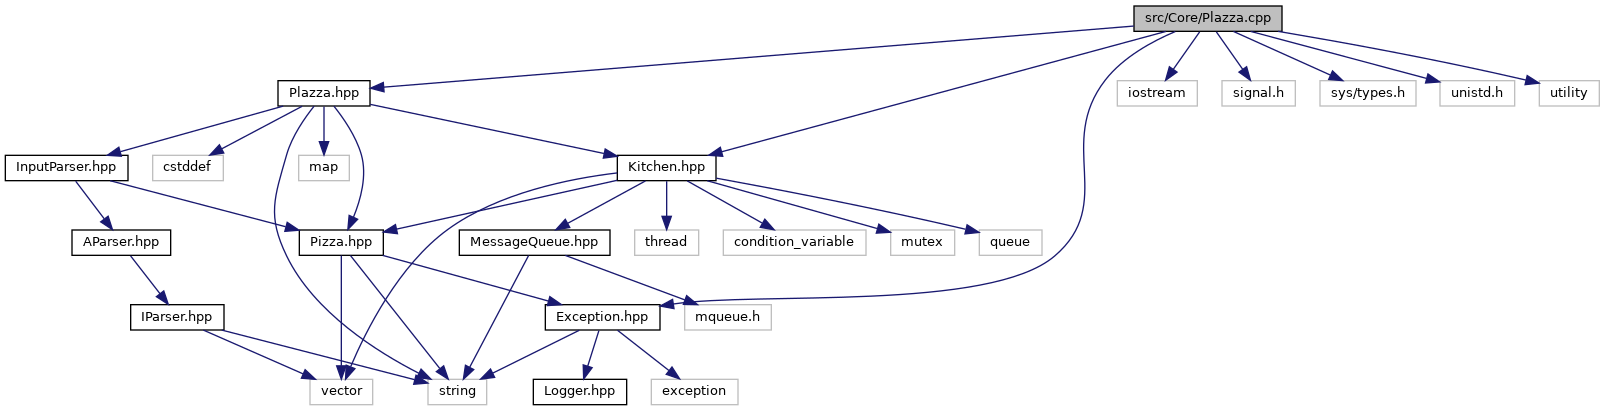 src/Core/Plazza.cpp
Plazza.hpp
iostream
signal.h
sys/types.h
unistd.h
utility
InputParser.hpp
cstddef
map
Kitchen.hpp
AParser.hpp
Pizza.hpp
MessageQueue.hpp
thread
condition_variable
mutex
queue
IParser.hpp
Exception.hpp
mqueue.h
vector
string
Logger.hpp
exception